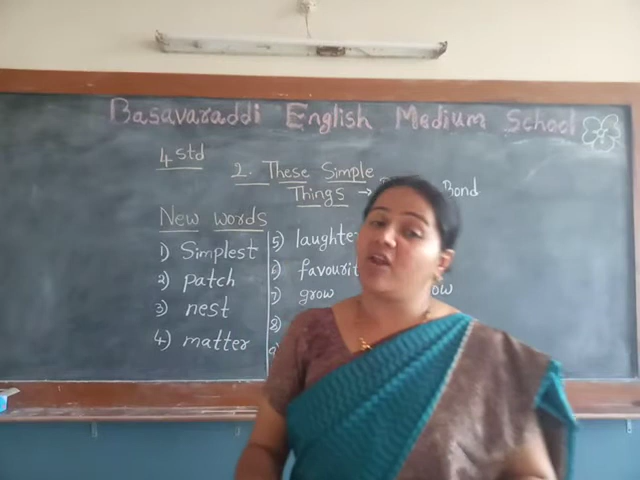 Basavaraddi English Medium School
4 std
2. These Simple
Things → Bond
New words
1) Simplest
2) patch
3) nest
4) matter
5) laughte
6) favourit
7) grow
8)
ow